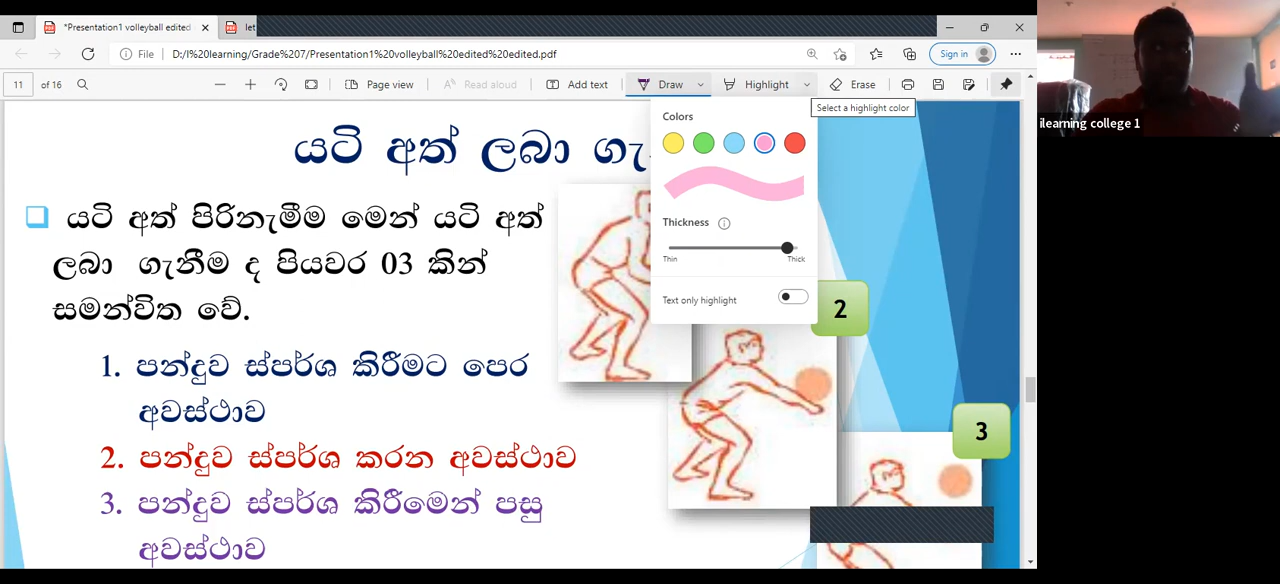 *Presentation1 volleyball edited
let
File
D:/I%20learning/Grade%207/Presentation1%20volleyball%20edited%20edited.pdf
Sign in
11 of 16
Page view
Read aloud
Add text
Draw
Highlight
Erase
Select a highlight color
Colors
Thickness
Thin
Thick
Text only highlight
ilearning college 1
යටි අත් ලබා
යටි අත් පිරිනැමීම මෙන් යටි අත්
ලබා ගැනීම ද පියවර 03 කින්
සමන්විත වේ.
1. පන්දුව ස්පර්ශ කිරීමට පෙර
අවස්ථාව
2. පන්දුව ස්පර්ශ කරන අවස්ථාව
3. පන්දුව ස්පර්ශ කිරීමෙන් පසු
අවස්ථාව
2
3